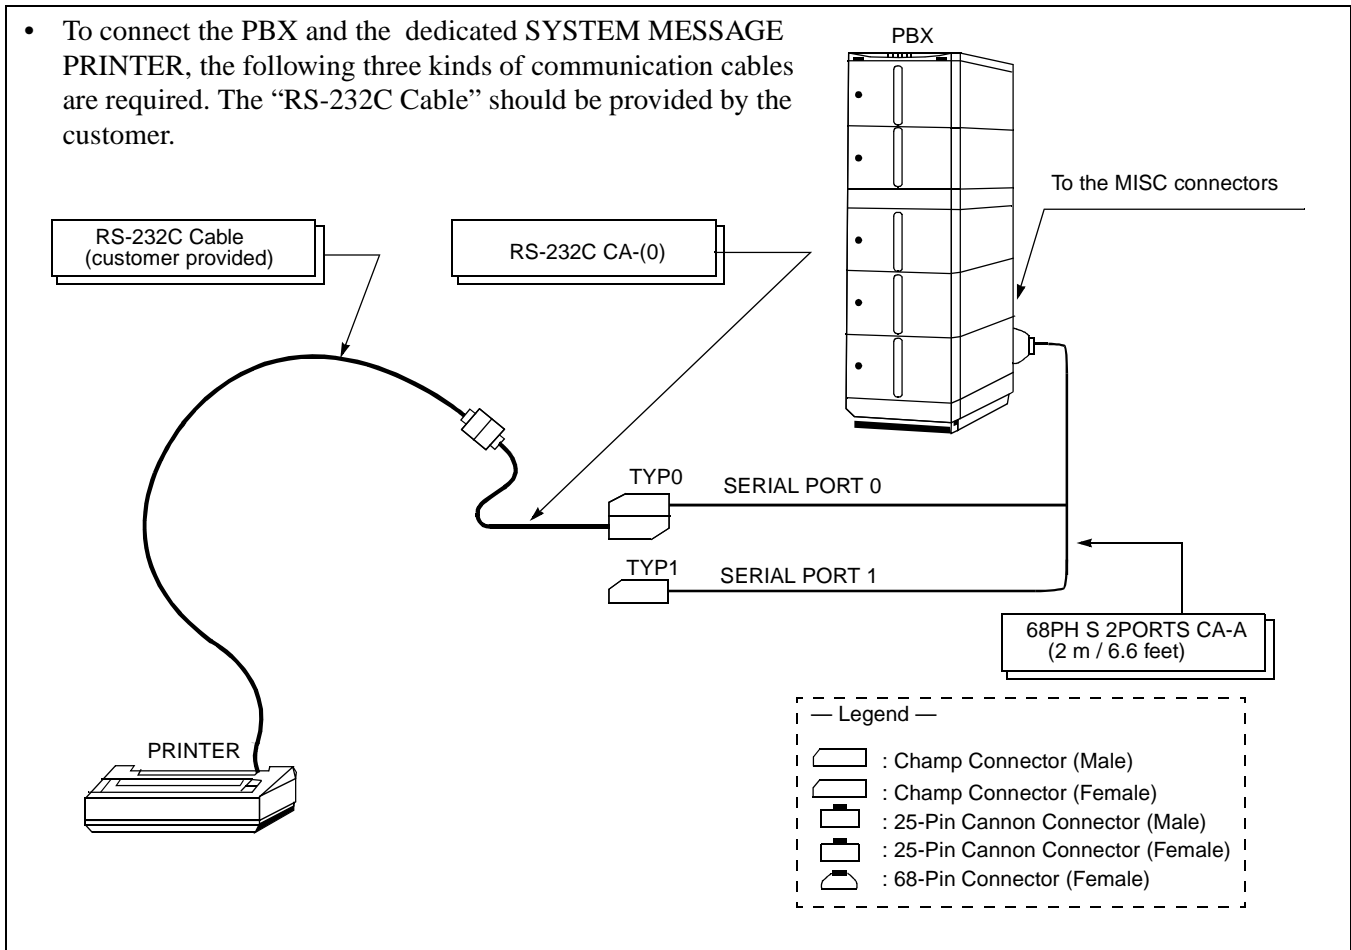 • To connect the PBX and the  dedicated SYSTEM MESSAGE
PRINTER, the following three kinds of communication cables
are required. The “RS-232C Cable” should be provided by the
customer.
PBX
To the MISC connectors
RS-232C Cable
(customer provided)
RS-232C CA-(0)
TYP0
SERIAL PORT 0
TYP1
SERIAL PORT 1
68PH S 2PORTS CA-A
(2 m / 6.6 feet)
PRINTER
— Legend —
: Champ Connector (Male)
: Champ Connector (Female)
: 25-Pin Cannon Connector (Male)
: 25-Pin Cannon Connector (Female)
: 68-Pin Connector (Female)